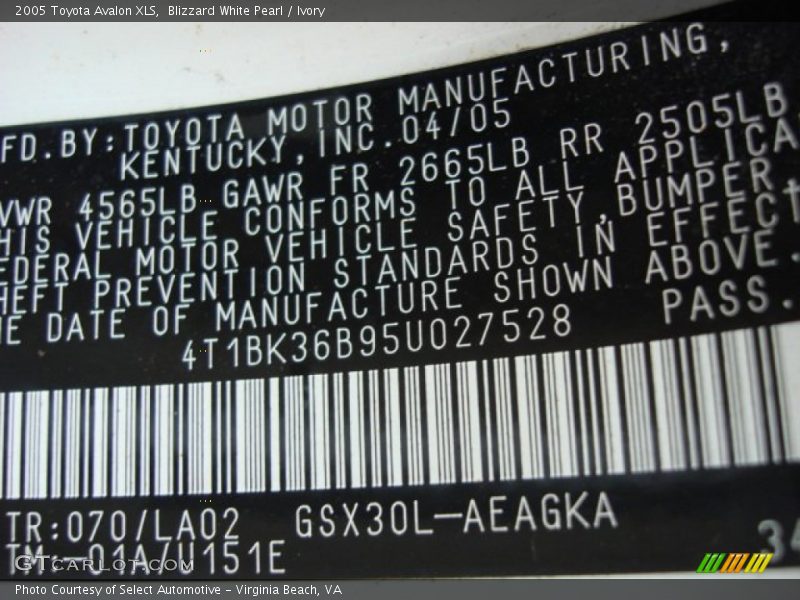 2005 Toyota Avalon XLS,  Blizzard White Pearl / Ivory
FD.BY:TOYOTA MOTOR MANUFACTURING,
KENTUCKY,INC.04/05
VWR 4565LB GAWR FR 2665LB RR 2505LB
HIS VEHICLE CONFORMS TO ALL APPLICA
EDERAL MOTOR VEHICLE SAFETY,BUMPER,
HEFT PREVENTION STANDARDS IN EFFECT
E DATE OF MANUFACTURE SHOWN ABOVE.
4T1BK36B95U027528 PASS.
TR:070/LA02 GSX30L-AEAGKA
TM:-01A/U151E
34
GTCARLOT.COM
Photo Courtesy of Select Automotive - Virginia Beach, VA